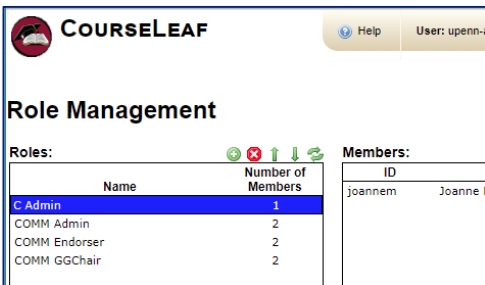 COURSELEAF
Help
User: upenn-a
Role Management
Roles:
Name
Number of
Members
C Admin 1
COMM Admin 2
COMM Endorser 2
COMM GGChair 2
Members:
ID
joannem Joanne